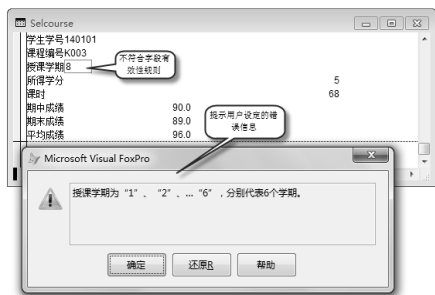 Selcourse
学生学号140101
课程编号K003
授课学期8
不符合字段有
效性规则
所得学分 5
课时 68
期中成绩 90.0
期末成绩 89.0
平均成绩 96.0
提示用户设定的错
误信息
Microsoft Visual FoxPro
授课学期为“1”、“2”、...“6”，分别代表6个学期。
确定 还原R 帮助